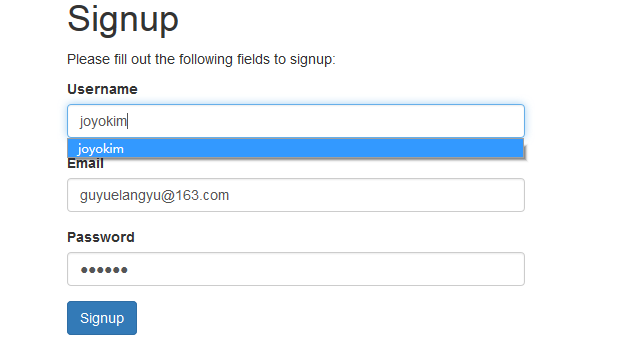 Signup
Please fill out the following fields to signup:
Username
joyokim
joyokim
Email
guyuelangyu@163.com
Password
●●●●●●
Signup